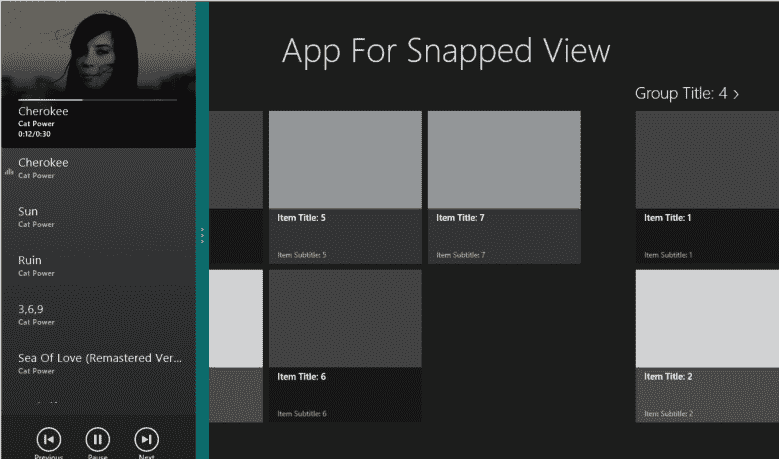 Cherokee
Cat Power
0:12/0:30
Cherokee
Cat Power
Sun
Cat Power
Ruin
Cat Power
3,6,9
Cat Power
Sea Of Love (Remastered Ver...
Cat Power
Previous
Pause
Next
App For Snapped View
Group Title: 4
Item Title: 5
Item Subtitle: 5
Item Title: 7
Item Subtitle: 7
Item Title: 6
Item Subtitle: 6
Item Title: 1
Item Subtitle: 1
Item Title: 2
Item Subtitle: 2